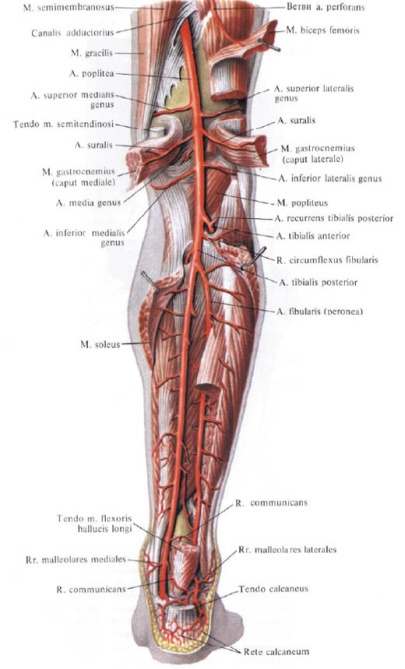 M. semimembranosus
Canalis adductorius
M. gracilis
A. poplitea
A. superior medialis
genus
Tendo m. semitendinosi
A. suralis
M. gastrocnemius
(caput mediale)
A. media genus
A. inferior medialis
genus
M. soleus
Tendo m. flexoris
hallucis longi
Rr. malleolares mediales
R. communicans
Ветви a. perforans
M. biceps femoris
A. superior lateralis
genus
A. suralis
M. gastrocnemius
(caput laterale)
A. inferior lateralis genus
M. popliteus
A. recurrens tibialis posterior
A. tibialis anterior
R. circumflexus fibularis
A. tibialis posterior
A. fibularis (peronea)
R. communicans
Rr. malleolares laterales
Tendo calcaneus
Rete calcaneum